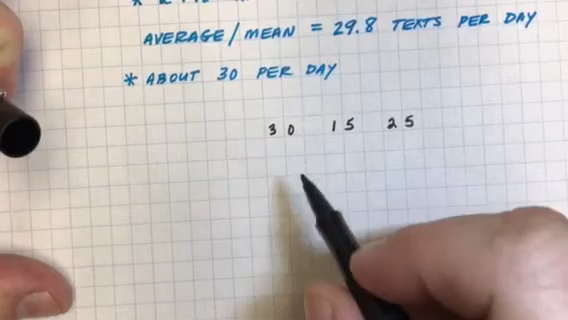 AVERAGE/MEAN = 29.8 TEXTS PER DAY
* ABOUT 30 PER DAY
30 15 25